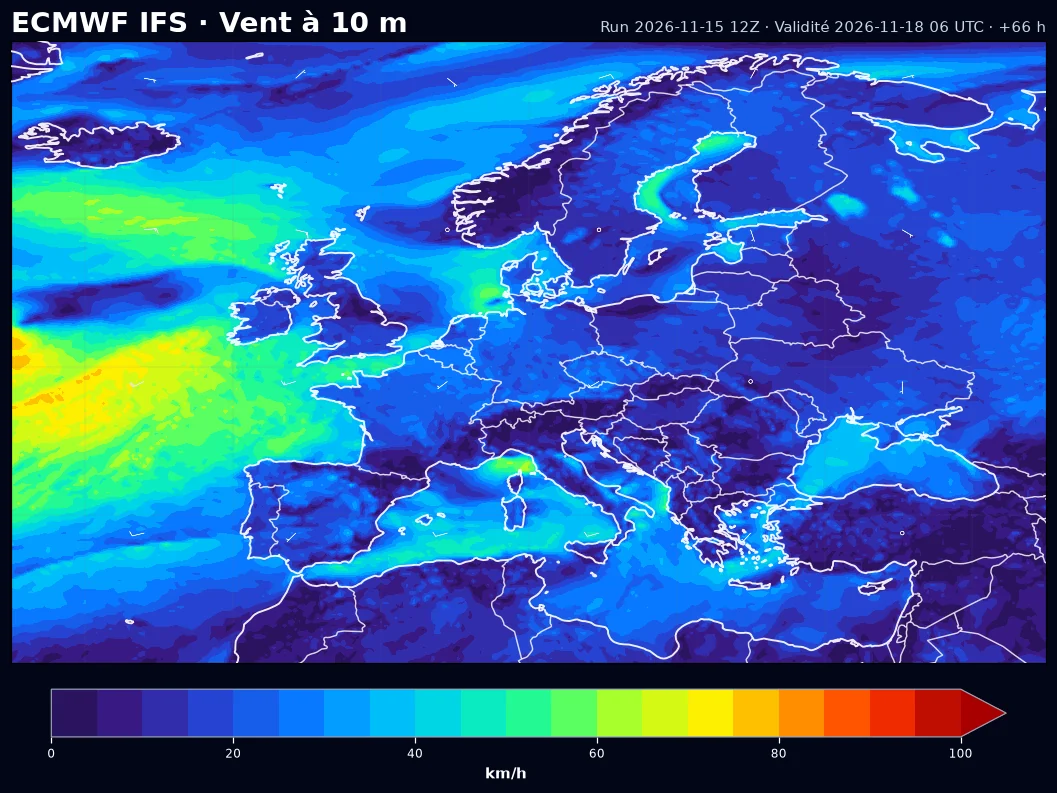 ECMWF IFS · Vent à 10 m
Run 2026-11-15 12Z · Validité 2026-11-18 06 UTC · +66 h
0 20 40 60 80 100
km/h